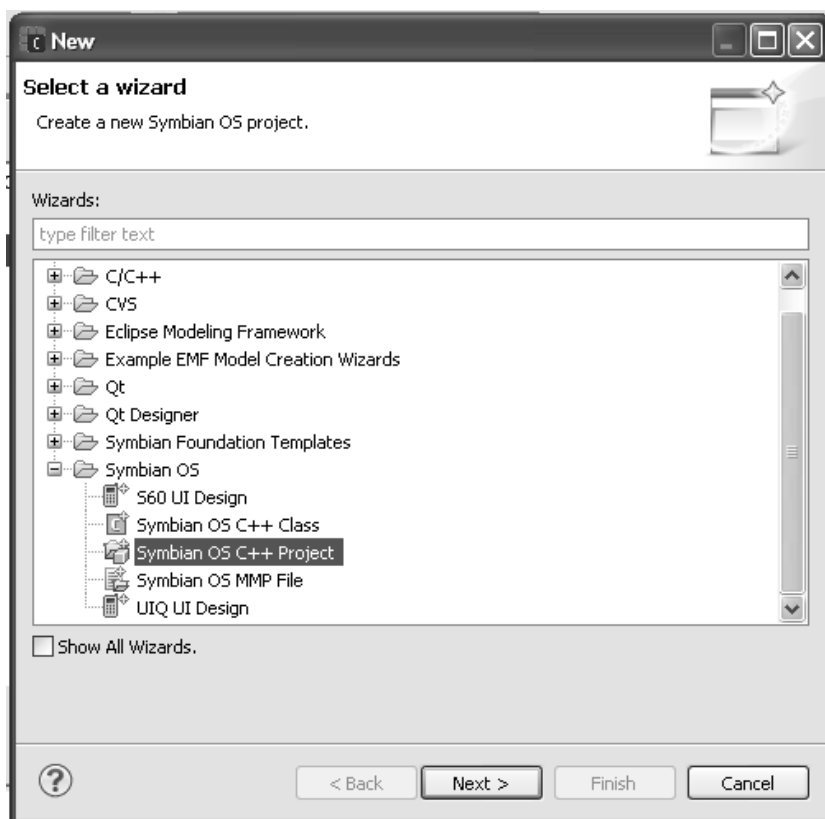 New
Select a wizard
Create a new Symbian OS project.
Wizards:
type filter text
C/C++
CVS
Eclipse Modeling Framework
Example EMF Model Creation Wizards
Qt
Qt Designer
Symbian Foundation Templates
Symbian OS
S60 UI Design
Symbian OS C++ Class
Symbian OS C++ Project
Symbian OS MMP File
UIQ UI Design
Show All Wizards.
< Back Next > Finish Cancel